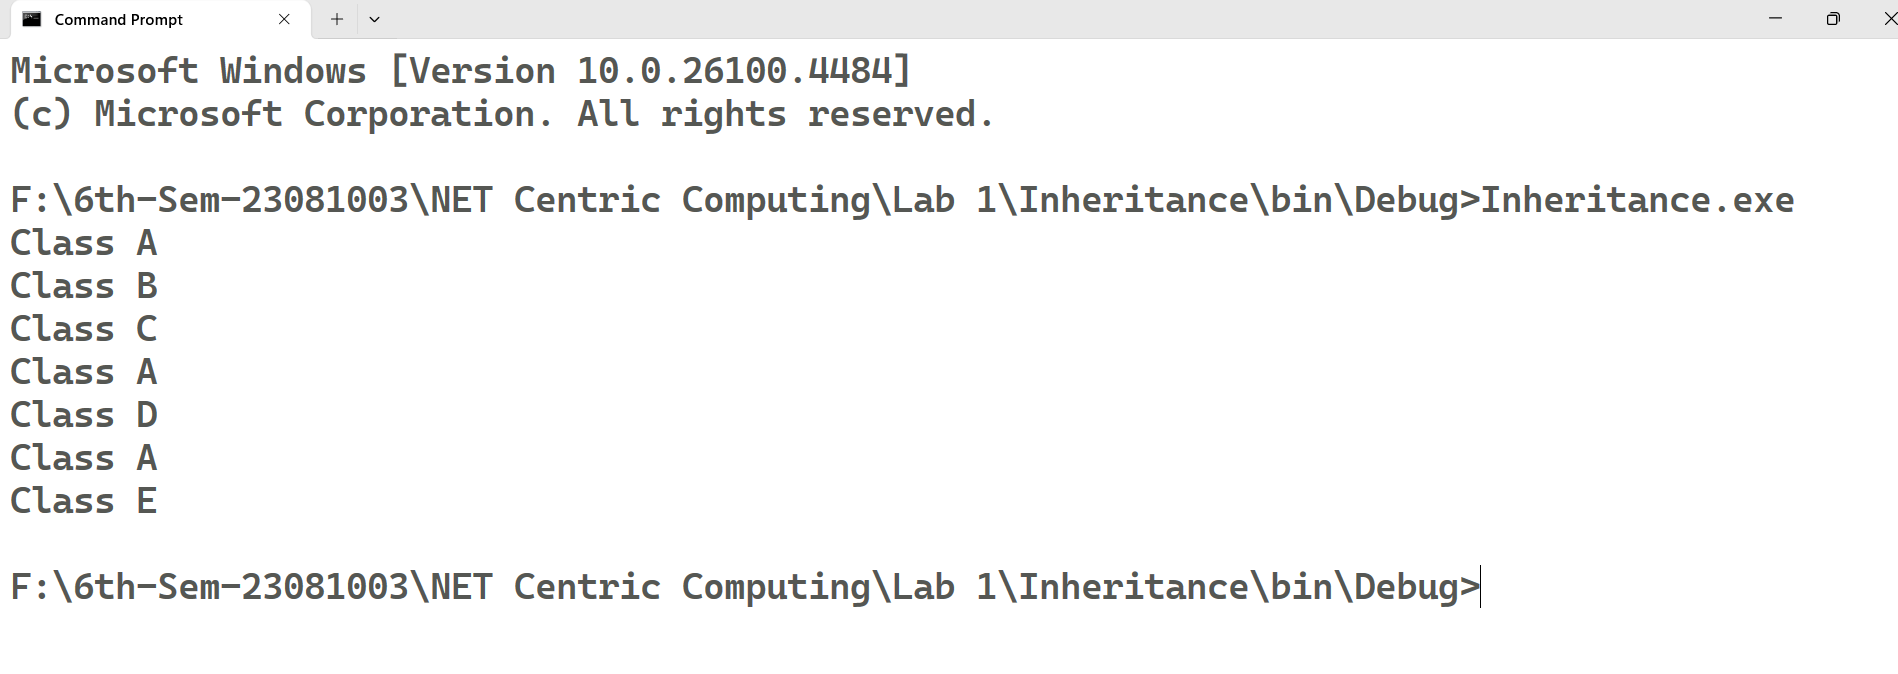 Command Prompt
Microsoft Windows [Version 10.0.26100.4484]
(c) Microsoft Corporation. All rights reserved.
F:\6th-Sem-23081003\NET Centric Computing\Lab 1\Inheritance\bin\Debug>Inheritance.exe
Class A
Class B
Class C
Class A
Class D
Class A
Class E
F:\6th-Sem-23081003\NET Centric Computing\Lab 1\Inheritance\bin\Debug>